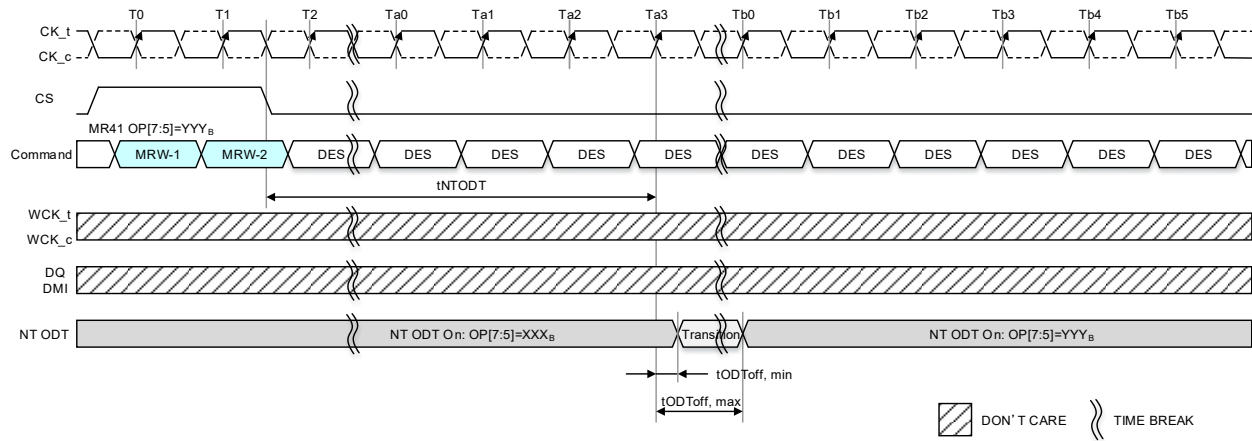 T0 T1 T2 Ta0 Ta1 Ta2 Ta3 Tb0 Tb1 Tb2 Tb3 Tb4 Tb5
CK_t
CK_c
CS
MR41 OP[7:5]=YYYB
Command MRW-1 MRW-2 DES DES DES DES DES DES DES DES DES DES DES
tNTODT
WCK_t
WCK_c
DQ
DMI
NT ODT NT ODT On: OP[7:5]=XXXB Transition NT ODT On: OP[7:5]=YYYB
tODToff, min
tODToff, max
DON'T CARE TIME BREAK